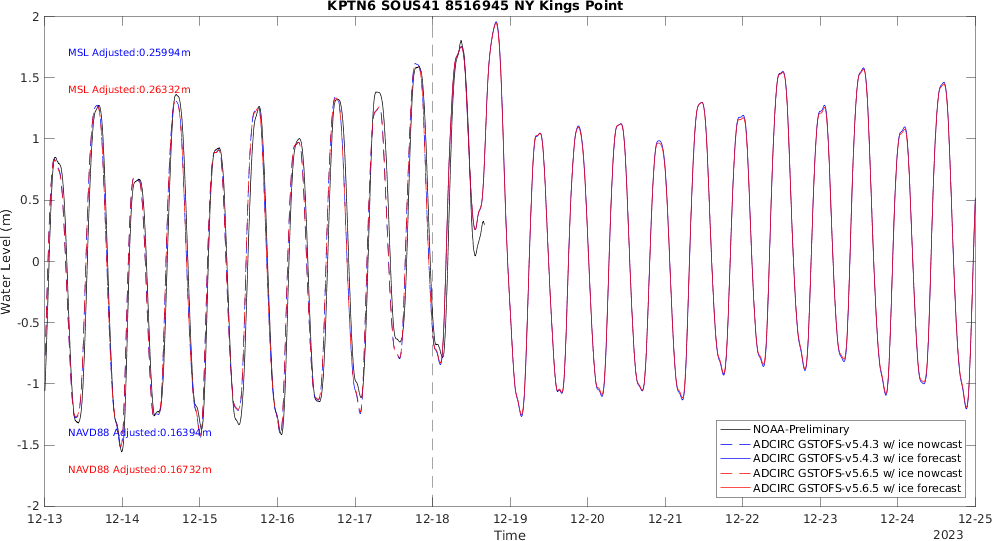 KPTN6 SOUS41 8516945 NY Kings Point
MSL Adjusted:0.25994m
MSL Adjusted:0.26332m
NAVD88 Adjusted:0.16394m
NAVD88 Adjusted:0.16732m
Water Level (m)
2
1.5
1
0.5
0
-0.5
-1
-1.5
-2
NOAA-Preliminary
ADCIRC GSTOFS-v5.4.3 w/ ice nowcast
ADCIRC GSTOFS-v5.4.3 w/ ice forecast
ADCIRC GSTOFS-v5.6.5 w/ ice nowcast
ADCIRC GSTOFS-v5.6.5 w/ ice forecast
12-13 12-14 12-15 12-16 12-17 12-18 12-19 12-20 12-21 12-22 12-23 12-24 12-25
Time
2023